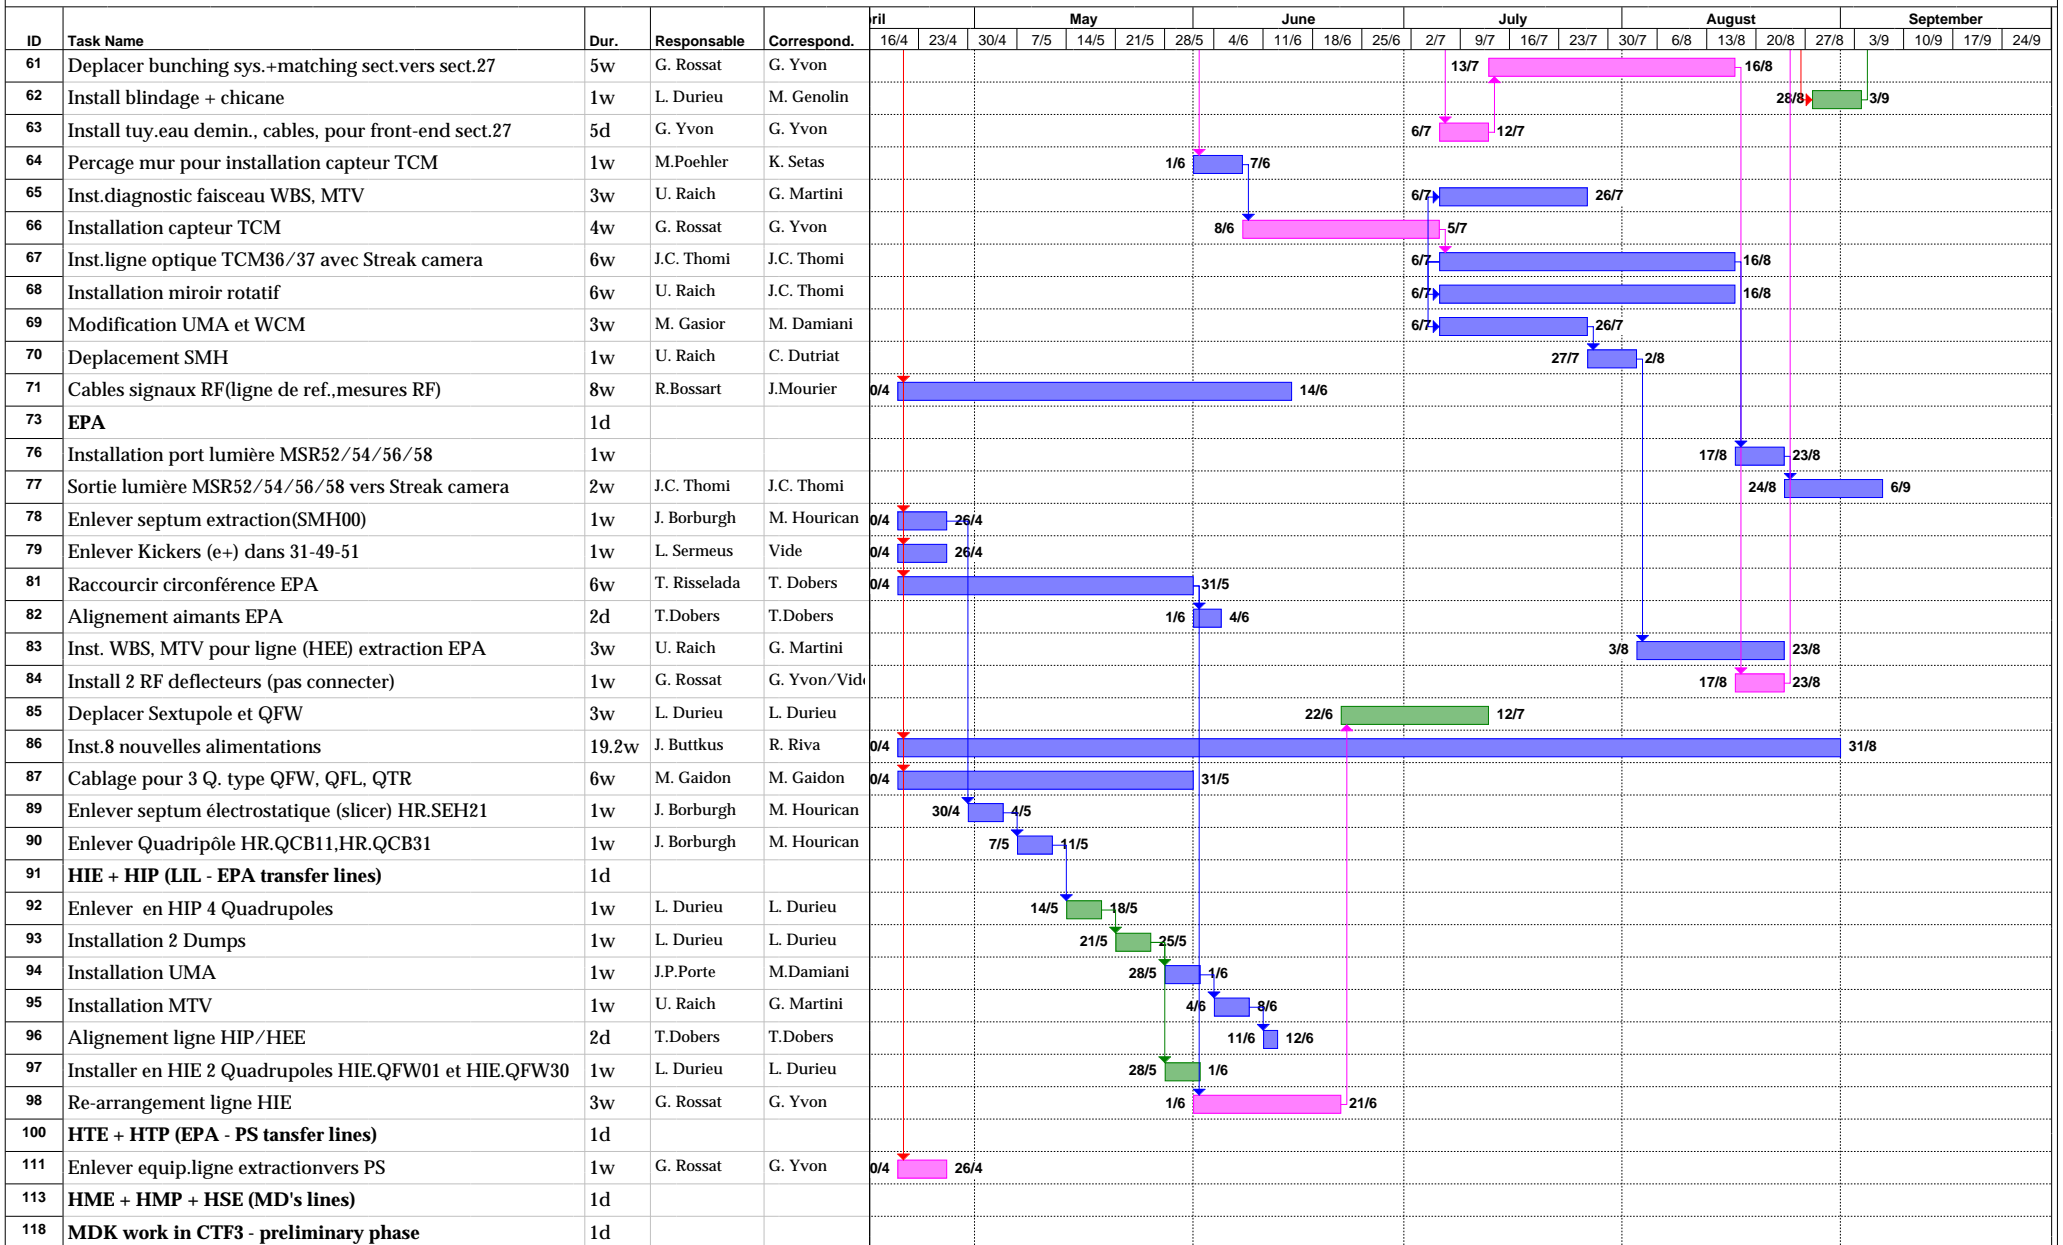 ril May June July August September
ID Task Name Dur. Responsable Correspond. 16/4 23/4 30/4 7/5 14/5 21/5 28/5 4/6 11/6 18/6 25/6 2/7 9/7 16/7 23/7 30/7 6/8 13/8 20/8 27/8 3/9 10/9 17/9 24/9
61 Deplacer bunching sys.+matching sect.vers sect.27 5w G. Rossat G. Yvon 13/7 16/8
62 Install blindage + chicane 1w L. Durieu M. Genolin 28/8 3/9
63 Install tuy.eau demin., cables, pour front-end sect.27 5d G. Yvon G. Yvon 6/7 12/7
64 Percage mur pour installation capteur TCM 1w M.Poehler K. Setas 1/6 7/6
65 Inst.diagnostic faisceau WBS, MTV 3w U. Raich G. Martini 6/7 26/7
66 Installation capteur TCM 4w G. Rossat G. Yvon 8/6 5/7
67 Inst.ligne optique TCM36/37 avec Streak camera 6w J.C. Thomi J.C. Thomi 6/7 16/8
68 Installation miroir rotatif 6w U. Raich J.C. Thomi 6/7 16/8
69 Modification UMA et WCM 3w M. Gasior M. Damiani 6/7 26/7
70 Deplacement SMH 1w U. Raich C. Dutriat 27/7 2/8
71 Cables signaux RF(ligne de ref.,mesures RF) 8w R.Bossart J.Mourier 0/4 14/6
73 EPA 1d
76 Installation port lumière MSR52/54/56/58 1w 17/8 23/8
77 Sortie lumière MSR52/54/56/58 vers Streak camera 2w J.C. Thomi J.C. Thomi 24/8 6/9
78 Enlever septum extraction(SMH00) 1w J. Borburgh M. Hourican 0/4 26/4
79 Enlever Kickers (e+) dans 31-49-51 1w L. Sermeus Vide 0/4 26/4
81 Raccourcir circonférence EPA 6w T. Risselada T. Dobers 0/4 31/5
82 Alignement aimants EPA 2d T.Dobers T.Dobers 1/6 4/6
83 Inst. WBS, MTV pour ligne (HEE) extraction EPA 3w U. Raich G. Martini 3/8 23/8
84 Install 2 RF deflecteurs (pas connecter) 1w G. Rossat G. Yvon/Vid 17/8 23/8
85 Deplacer Sextupole et QFW 3w L. Durieu L. Durieu 22/6 12/7
86 Inst.8 nouvelles alimentations 19.2w J. Buttkus R. Riva 0/4 31/8
87 Cablage pour 3 Q. type QFW, QFL, QTR 6w M. Gaidon M. Gaidon 0/4 31/5
89 Enlever septum électrostatique (slicer) HR.SEH21 1w J. Borburgh M. Hourican 30/4 4/5
90 Enlever Quadripôle HR.QCB11,HR.QCB31 1w J. Borburgh M. Hourican 7/5 11/5
91 HIE + HIP (LIL - EPA transfer lines) 1d
92 Enlever en HIP 4 Quadrupoles 1w L. Durieu L. Durieu 14/5 18/5
93 Installation 2 Dumps 1w L. Durieu L. Durieu 21/5 25/5
94 Installation UMA 1w J.P.Porte M.Damiani 28/5 1/6
95 Installation MTV 1w U. Raich G. Martini 4/6 8/6
96 Alignement ligne HIP/HEE 2d T.Dobers T.Dobers 11/6 12/6
97 Installer en HIE 2 Quadrupoles HIE.QFW01 et HIE.QFW30 1w L. Durieu L. Durieu 28/5 1/6
98 Re-arrangement ligne HIE 3w G. Rossat G. Yvon 1/6 21/6
100 HTE + HTP (EPA - PS tansfer lines) 1d
111 Enlever equip.ligne extractionvers PS 1w G. Rossat G. Yvon 0/4 26/4
113 HME + HMP + HSE (MD's lines) 1d
118 MDK work in CTF3 - preliminary phase 1d